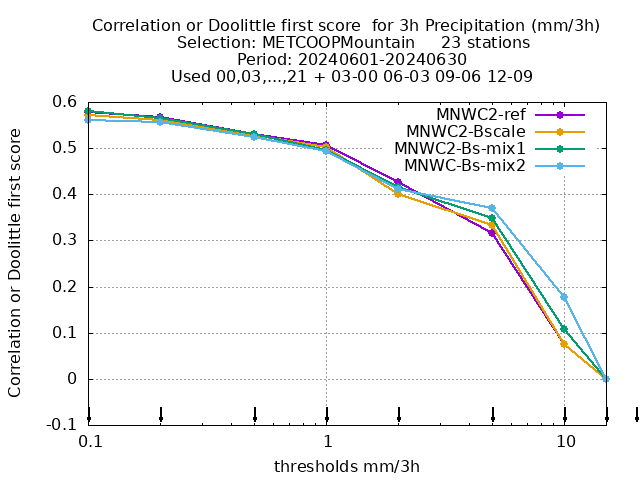 Correlation or Doolittle first score  for 3h Precipitation (mm/3h)
Selection: METCOOPMountain     23 stations
Period: 20240601-20240630
Used 00,03,...,21 + 03-00 06-03 09-06 12-09
MNWC2-ref
MNWC2-Bscale
MNWC2-Bs-mix1
MNWC-Bs-mix2
Correlation or Doolittle first score
0.6
0.5
0.4
0.3
0.2
0.1
0
-0.1
0.1
1
10
thresholds mm/3h